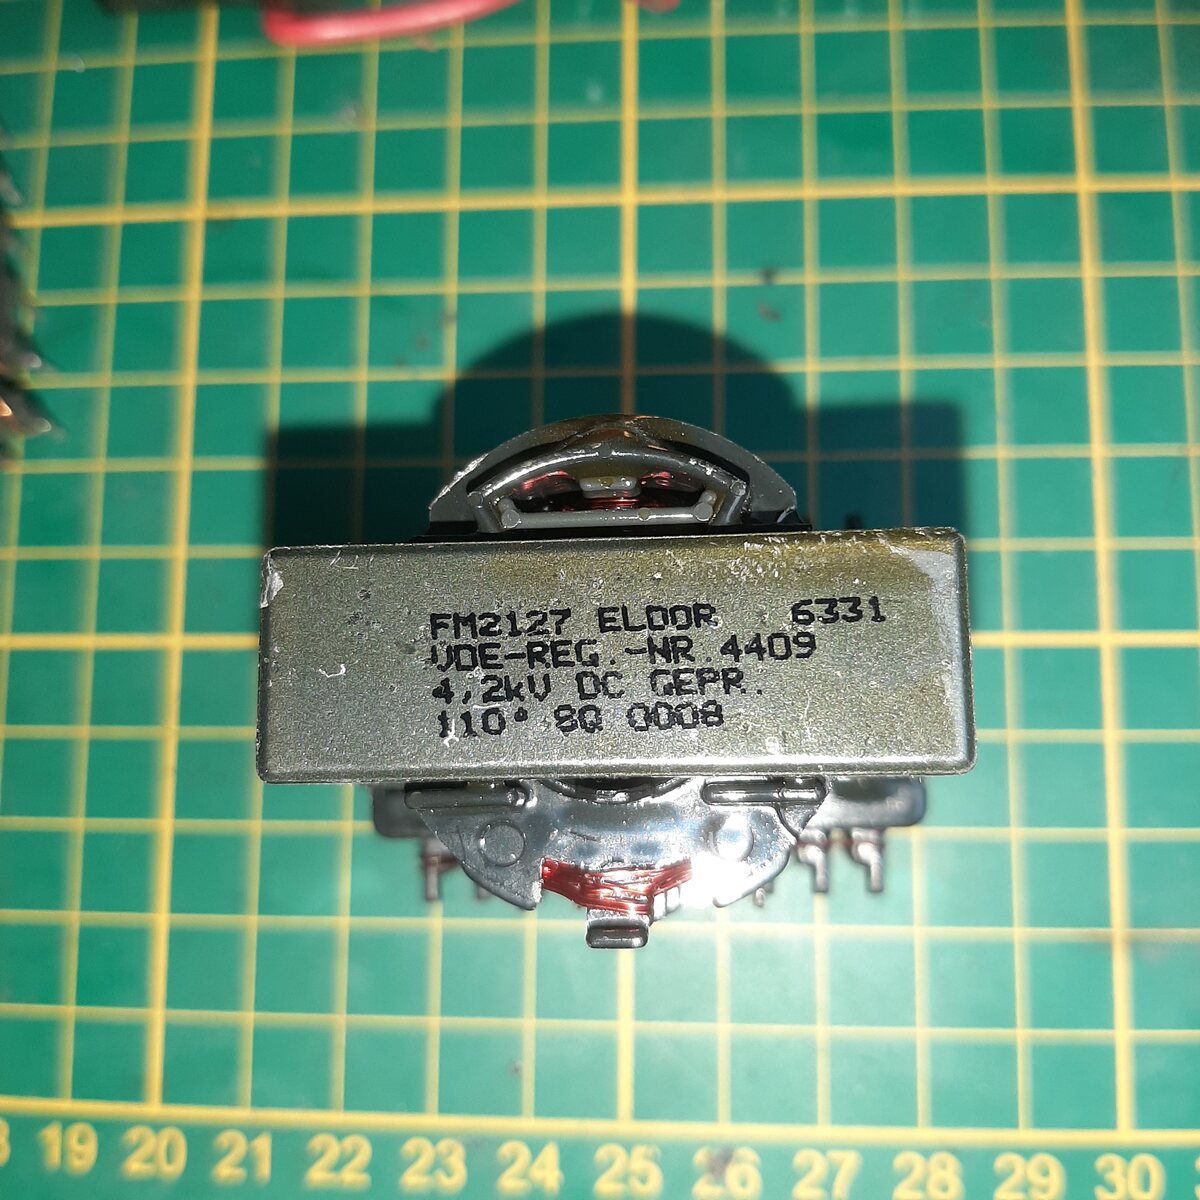 FM2127 ELDOR 6331
VDE-REG.-NR.4409
4,2kV DC GEPR.
110° SQ 0008
19 20 21 22 23 24 25 26 27 28 29 30